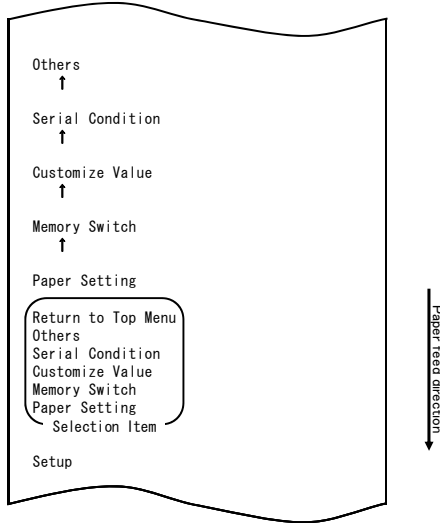 Others
↑
Serial Condition
↑
Customize Value
↑
Memory Switch
↑
Paper Setting
Return to Top Menu
Others
Serial Condition
Customize Value
Memory Switch
Paper Setting
Selection Item
Setup
Paper feed direction